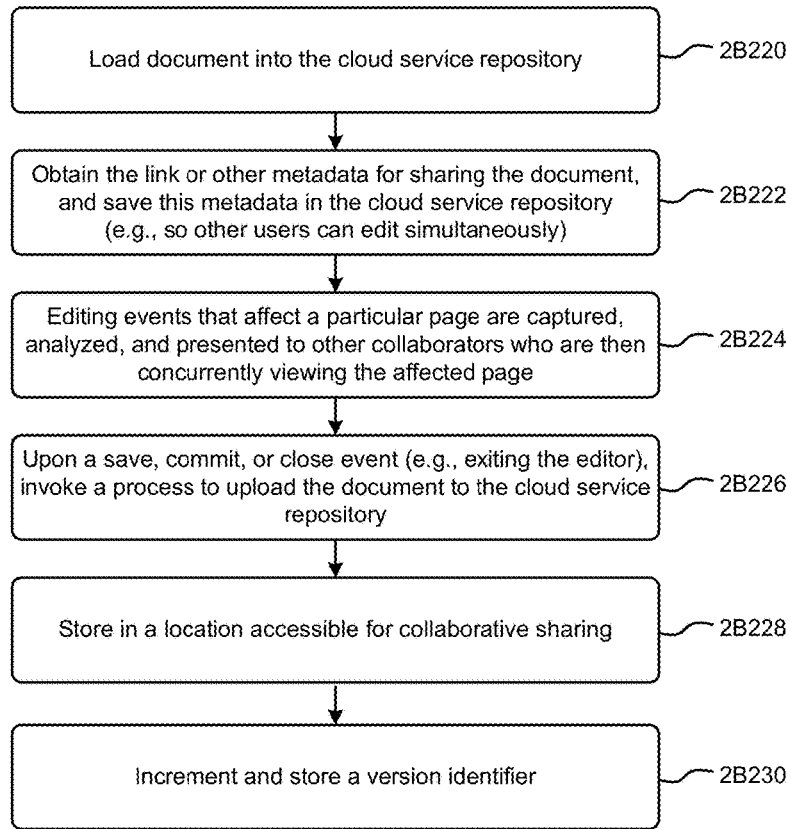 Load document into the cloud service repository
2B220
Obtain the link or other metadata for sharing the document,
and save this metadata in the cloud service repository
(e.g., so other users can edit simultaneously)
2B222
Editing events that affect a particular page are captured,
analyzed, and presented to other collaborators who are then
concurrently viewing the affected page
2B224
Upon a save, commit, or close event (e.g., exiting the editor),
invoke a process to upload the document to the cloud service
repository
2B226
Store in a location accessible for collaborative sharing
2B228
Increment and store a version identifier
2B230